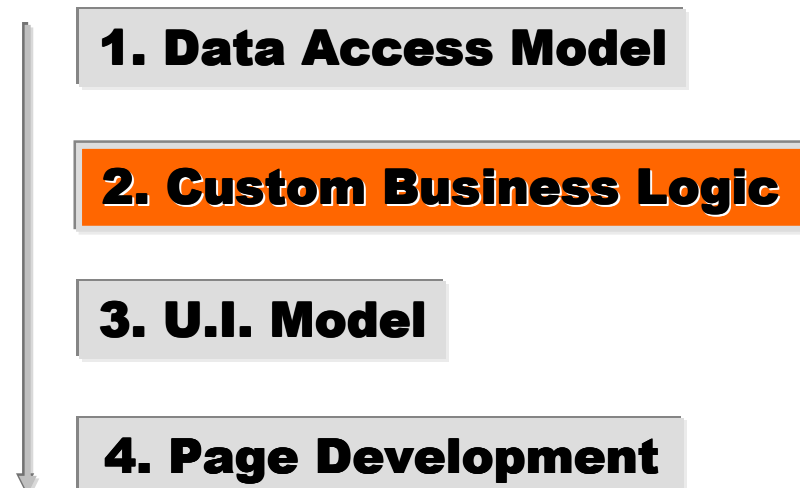 1. Data Access Model
2. Custom Business Logic
3. U.I. Model
4. Page Development